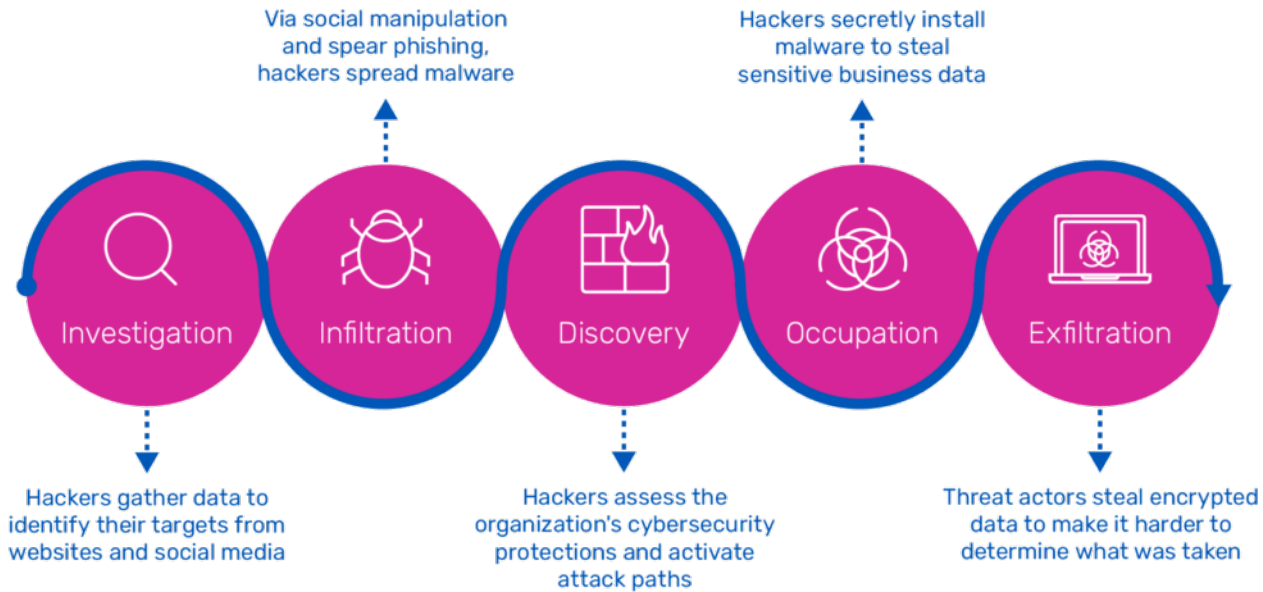 Via social manipulation
and spear phishing,
hackers spread malware
Hackers secretly install
malware to steal
sensitive business data
Investigation
Infiltration
Discovery
Occupation
Exfiltration
Hackers gather data to
identify their targets from
websites and social media
Hackers assess the
organization's cybersecurity
protections and activate
attack paths
Threat actors steal encrypted
data to make it harder to
determine what was taken